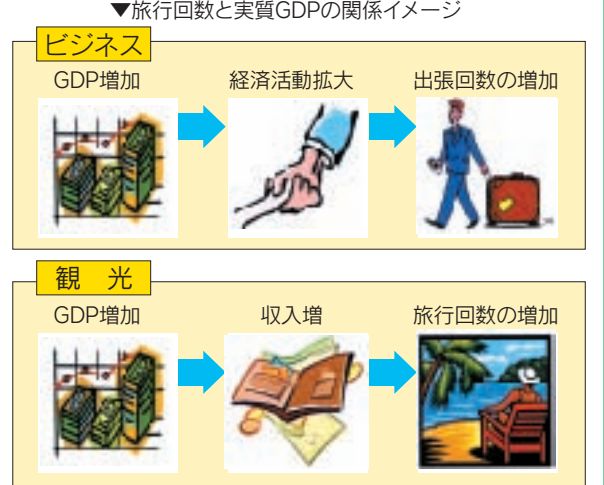 ▼旅行回数と実質GDPの関係イメージ
ビジネス
GDP増加 経済活動拡大 出張回数の増加
観　光
GDP増加 収入増 旅行回数の増加